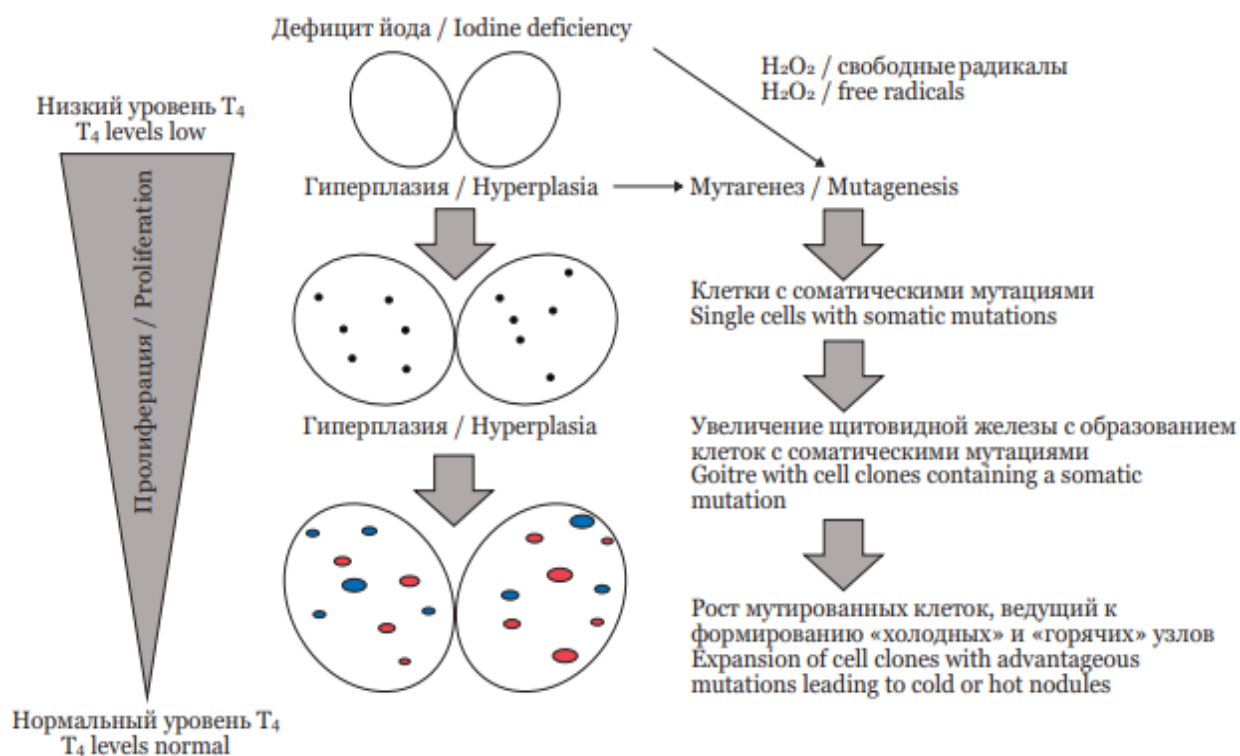 Дефицит йода / Iodine deficiency
H₂O₂ / свободные радикалы
H₂O₂ / free radicals
Низкий уровень T₄
T₄ levels low
Пролиферация / Proliferation
Гиперплазия / Hyperplasia
Мутагенез / Mutagenesis
Клетки с соматическими мутациями
Single cells with somatic mutations
Гиперплазия / Hyperplasia
Увеличение щитовидной железы с образованием
клеток с соматическими мутациями
Goitre with cell clones containing a somatic
mutation
Рост мутированных клеток, ведущий к
формированию «холодных» и «горячих» узлов
Expansion of cell clones with advantageous
mutations leading to cold or hot nodules
Нормальный уровень T₄
T₄ levels normal